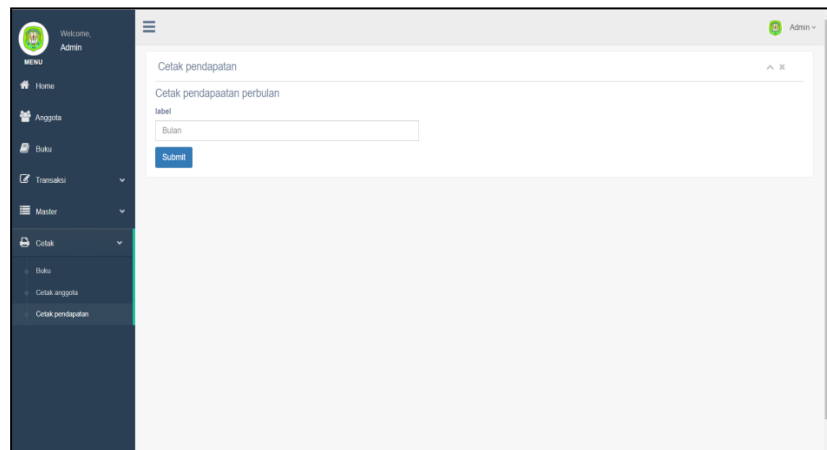 Welcome,
Admin
MENU
Home
Anggota
Buku
Transaksi
Master
Cetak
Buku
Cetak anggota
Cetak pendapatan
Admin
Cetak pendapatan
Cetak pendapaatan perbulan
label
Bulan
Submit